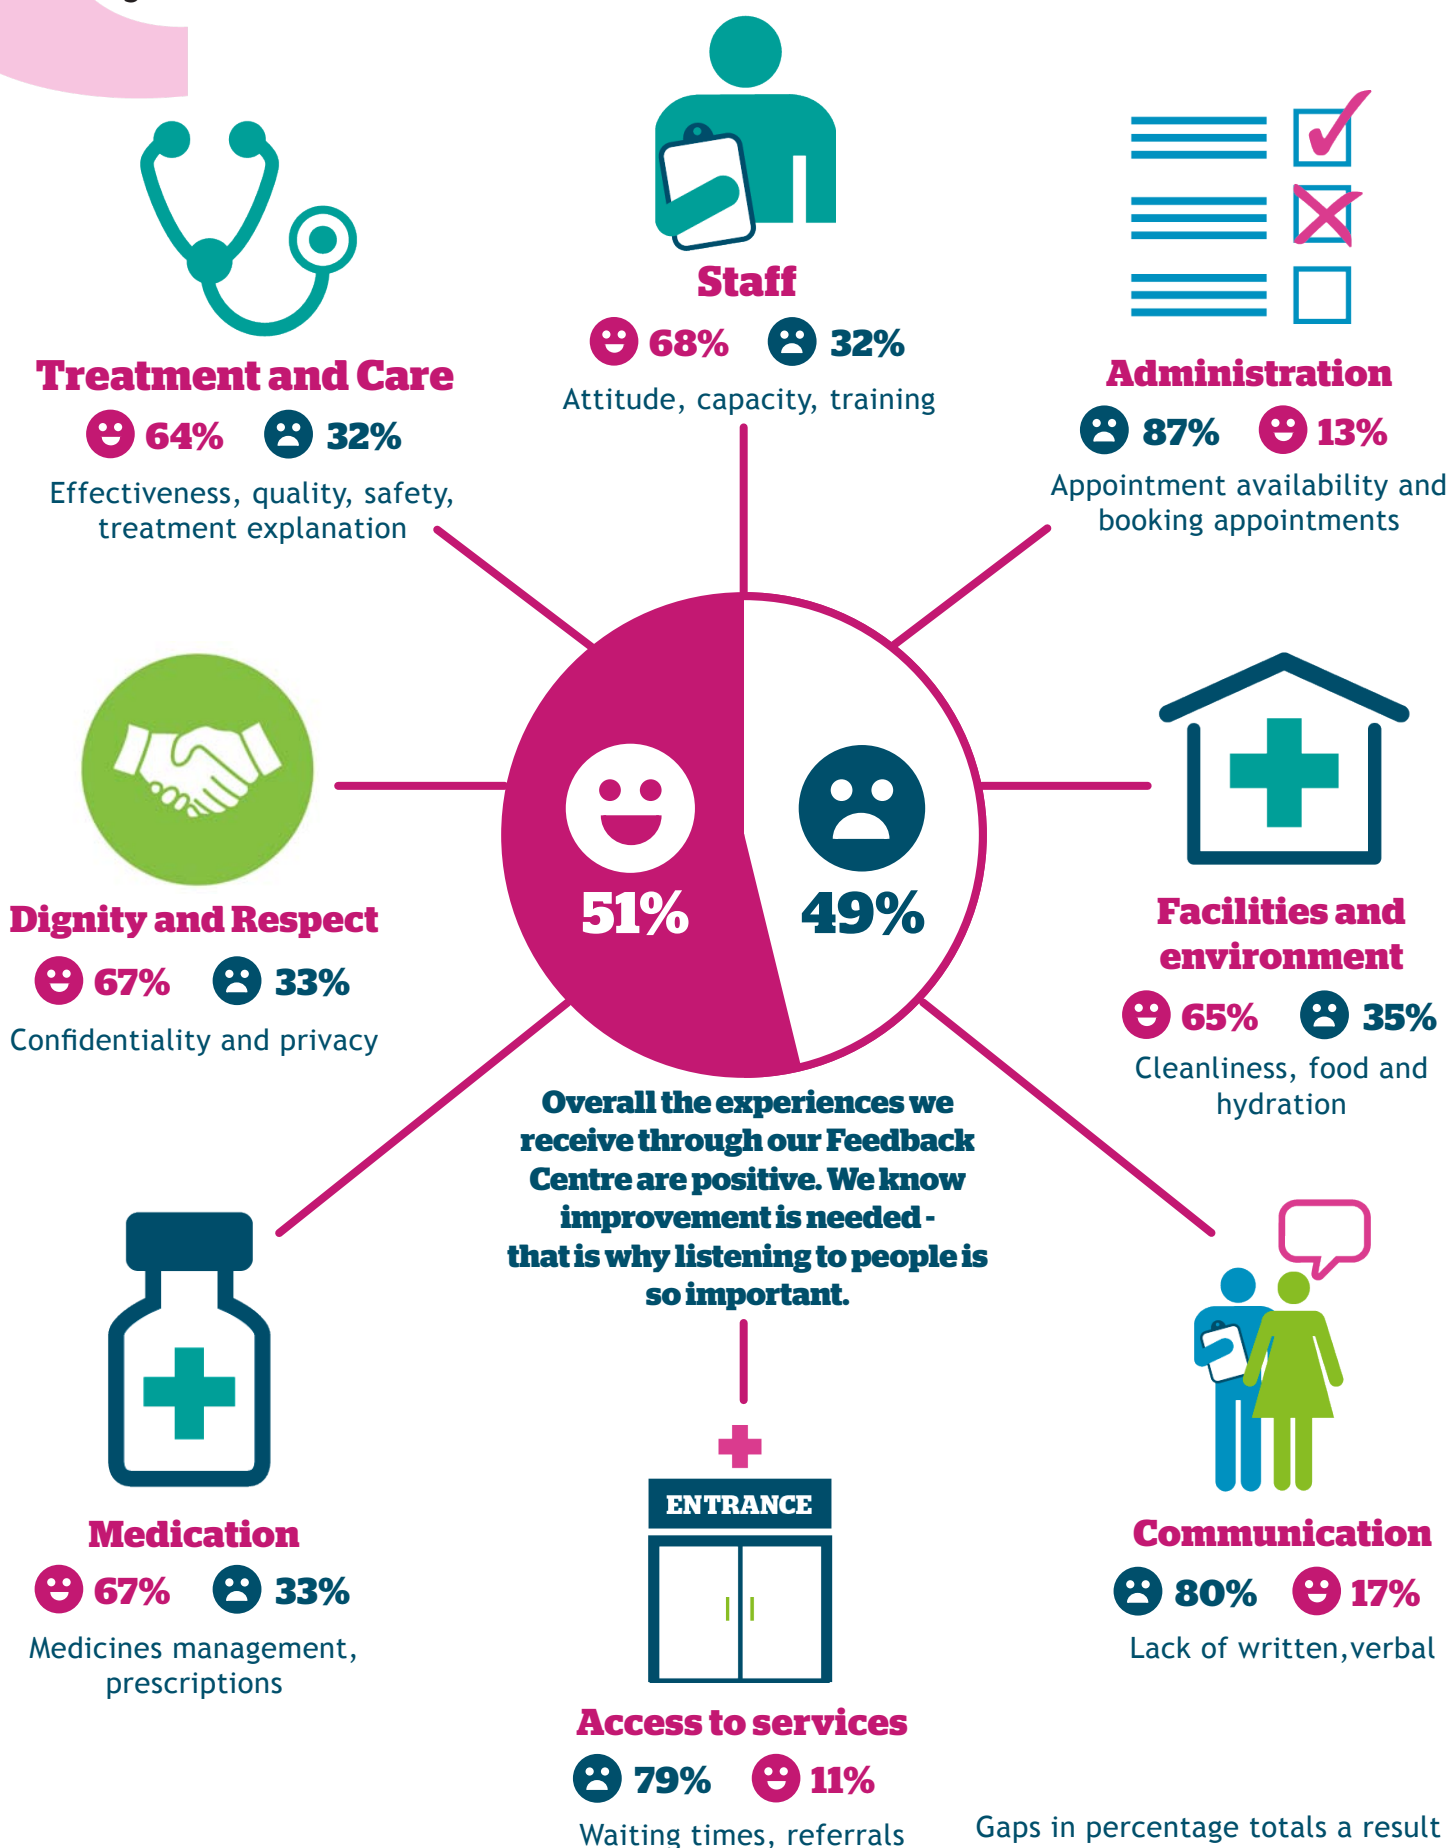 Staff
68% 32%
Attitude, capacity, training
Treatment and Care
64% 32%
Effectiveness, quality, safety,
treatment explanation
Administration
87% 13%
Appointment availability and
booking appointments
Dignity and Respect
67% 33%
Confidentiality and privacy
51% 49%
Overall the experiences we
receive through our Feedback
Centre are positive. We know
improvement is needed -
that is why listening to people is
so important.
Facilities and
environment
65% 35%
Cleanliness, food and
hydration
Medication
67% 33%
Medicines management,
prescriptions
ENTRANCE
Access to services
79% 11%
Waiting times, referrals
Communication
80% 17%
Lack of written,verbal
Gaps in percentage totals a result